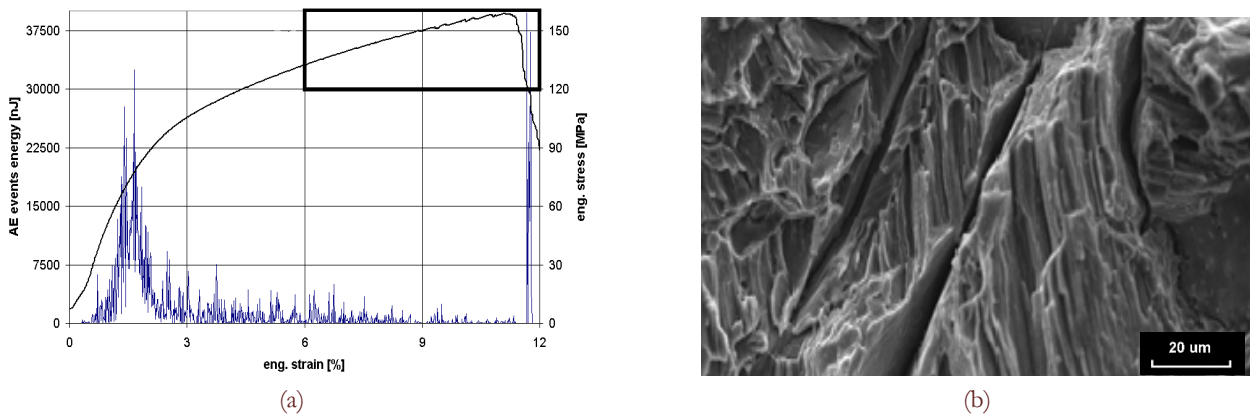 37500
30000
22500
15000
7500
0
AE events energy [nJ]
150
120
90
60
30
0
eng. stress [MPa]
0 3 6 9 12
eng. strain [%]
20 um
(a) (b)